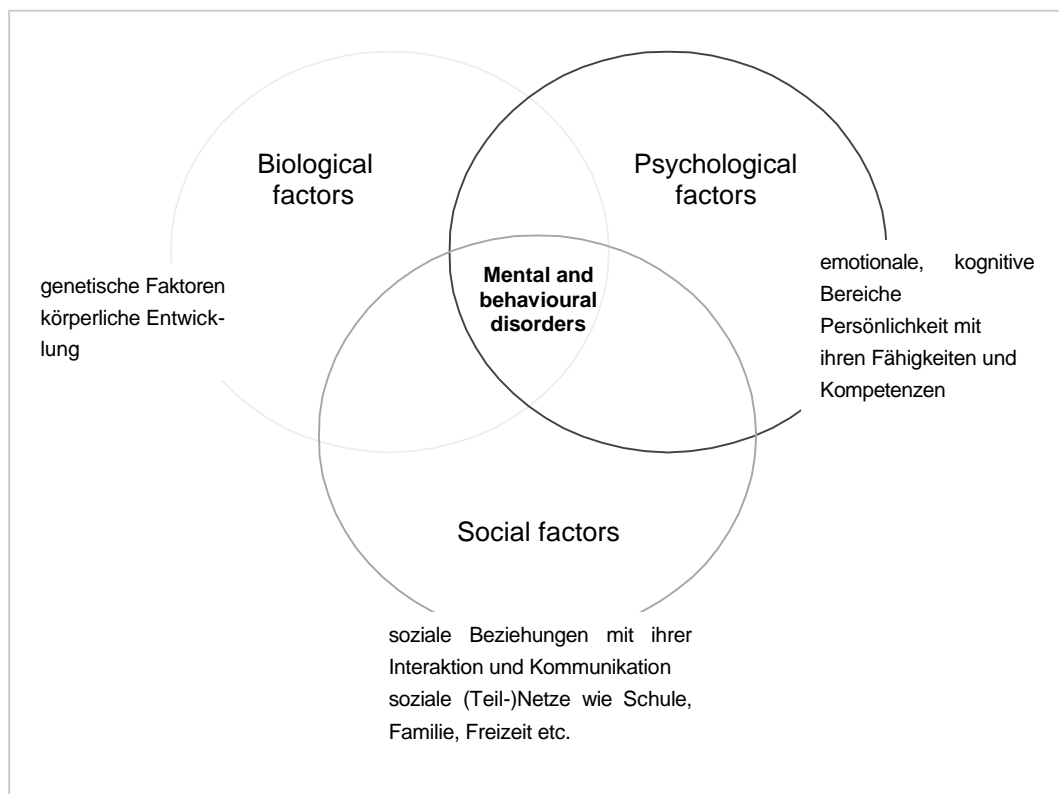 Biological
factors
Psychological
factors
Mental and
behavioural
disorders
genetische Faktoren
körperliche Entwick-
lung
emotionale, kognitive
Bereiche
Persönlichkeit mit
ihren Fähigkeiten und
Kompetenzen
Social factors
soziale Beziehungen mit ihrer
Interaktion und Kommunikation
soziale (Teil-)Netze wie Schule,
Familie, Freizeit etc.